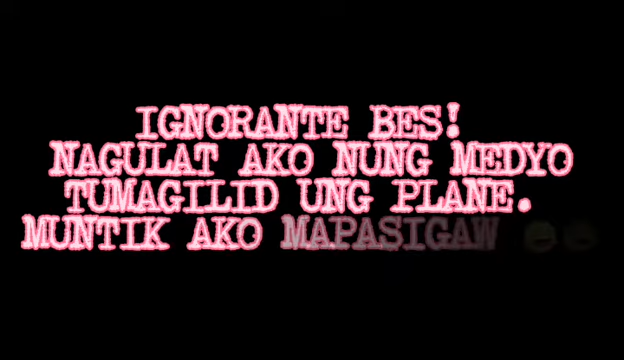 IGNORANTE BES!
NAGULAT AKO NUNG MEDYO
TUMAGILID UNG PLANE.
MUNTIK AKO MAPASIGAW